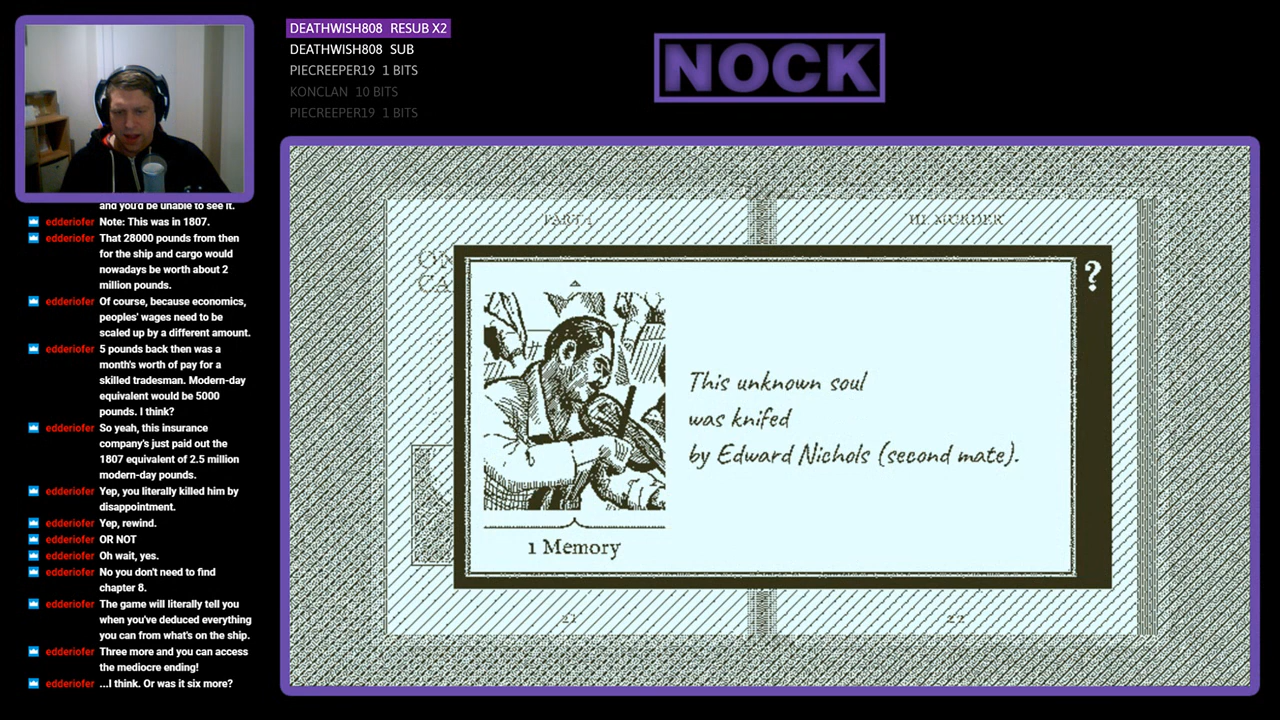 DEATHWISH808 RESUB X2
DEATHWISH808 SUB
PIECREEPER19 1 BITS
KONCLAN 10 BITS
PIECREEPER19 1 BITS
NOCK
and you'd be unable to see it.
edderiofer Note: This was in 1807.
edderiofer That 28000 pounds from then
for the ship and cargo would
nowadays be worth about 2
million pounds.
edderiofer Of course, because economics,
peoples' wages need to be
scaled up by a different amount.
edderiofer 5 pounds back then was a
month's worth of pay for a
skilled tradesman. Modern-day
equivalent would be 5000
pounds. I think?
edderiofer So yeah, this insurance
company's just paid out the
1807 equivalent of 2.5 million
modern-day pounds.
edderiofer Yep, you literally killed him by
disappointment.
edderiofer Yep, rewind.
edderiofer OR NOT
edderiofer Oh wait, yes.
edderiofer No you don't need to find
chapter 8.
edderiofer The game will literally tell you
when you've deduced everything
you can from what's on the ship.
edderiofer Three more and you can access
the mediocre ending!
edderiofer ...I think. Or was it six more?
III, MURDER
?
This unknown soul
was knifed
by Edward Nichols (second mate).
1 Memory
21
22